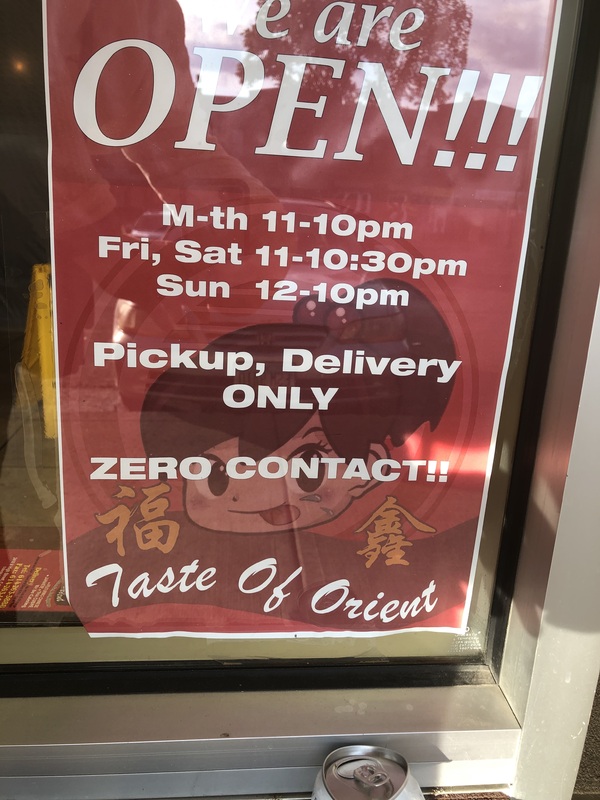 We are
OPEN!!!
M-th 11-10pm
Fri, Sat 11-10:30pm
Sun 12-10pm
Pickup, Delivery
ONLY
ZERO CONTACT!!
福 鑫
Taste Of Orient